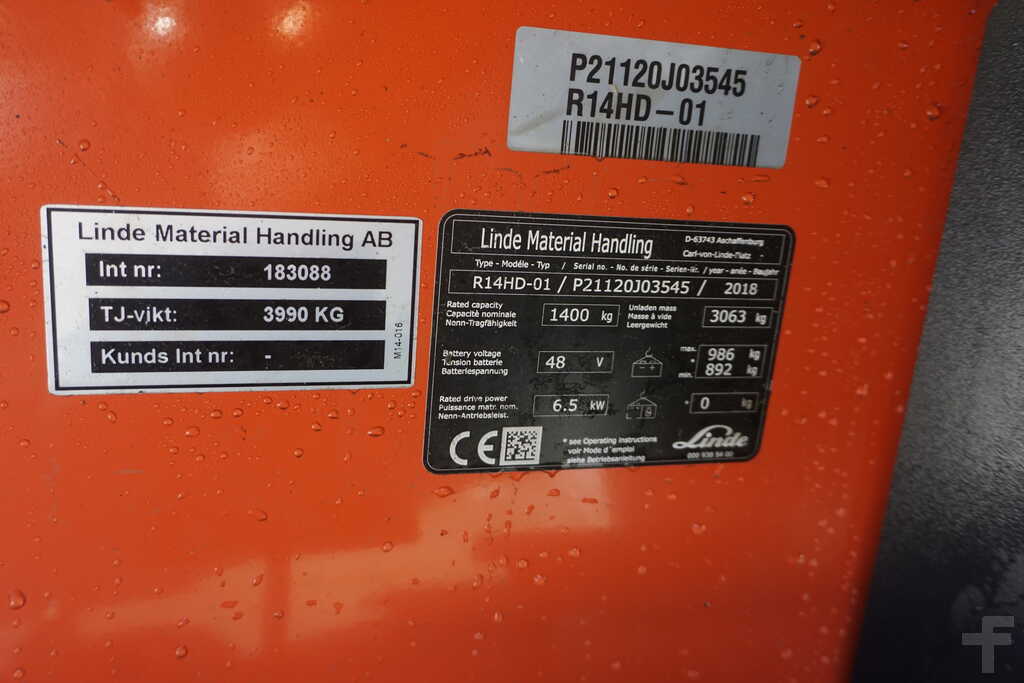 P21120J03545
R14HD-01
Linde Material Handling AB
Int nr: 183088
TJ-vikt: 3990 KG
Kunds Int nr: -
M14-016
Linde Material Handling
D-63743 Aschaffenburg
Carl-von-Linde-Platz -
Type - Modéle - Typ / Serial no. - No. de série - Serien-Nr. / year - année - Baujahr
R14HD-01 / P21120J03545 / 2018
Rated capacity
Capacité nominale
Nenn-Tragfähigkeit
1400 kg
Unladen mass
Masse à vide
Leergewicht
3063 kg
Battery voltage
Tension batterie
Batteriespannung
48 V
max. 986 kg
* min. 892 kg
Rated drive power
Puissance motr. nom.
Nenn-Antriebsleist.
6.5 kW
* 0 kg
CE
* see Operating instructions
voir Mode d'emploi
siehe Betriebsanleitung
Linde